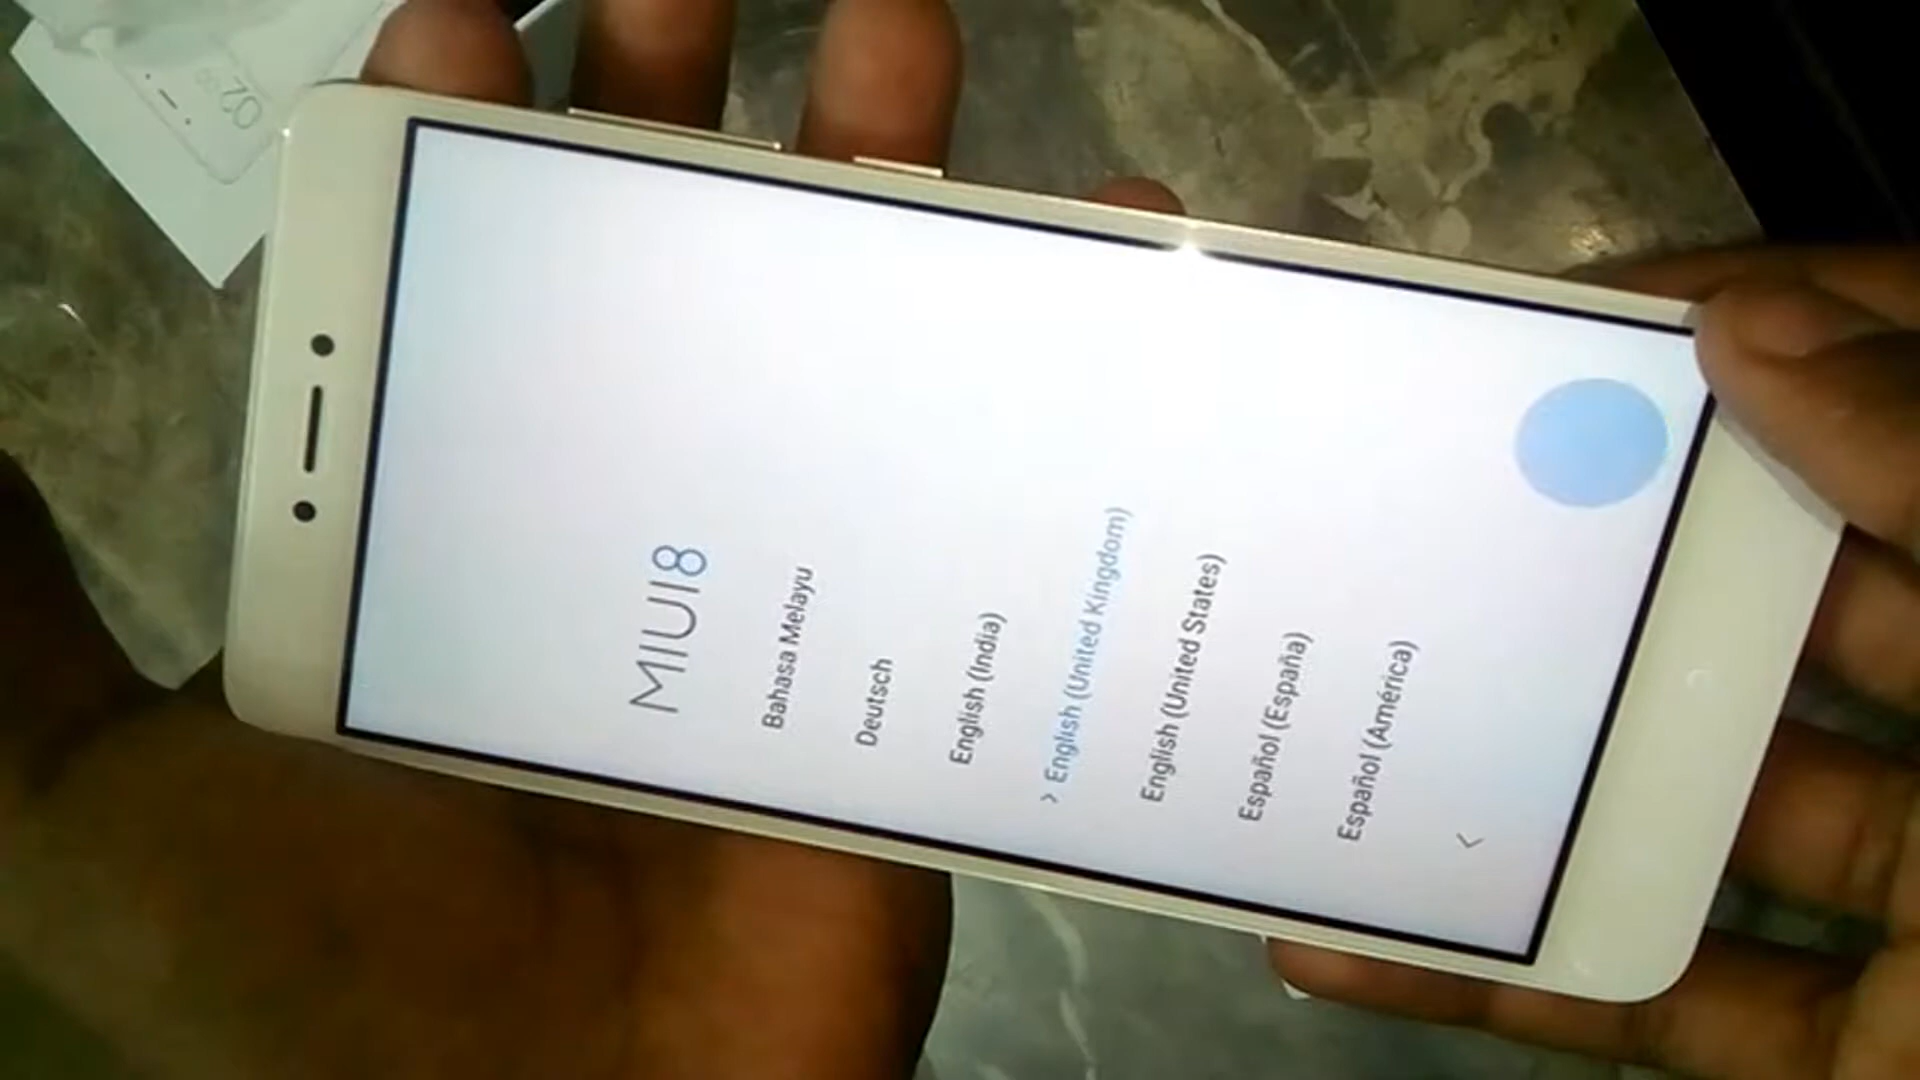 MIUI8
Bahasa Melayu
Deutsch
English (India)
> English (United Kingdom)
English (United States)
Español (España)
Español (América)